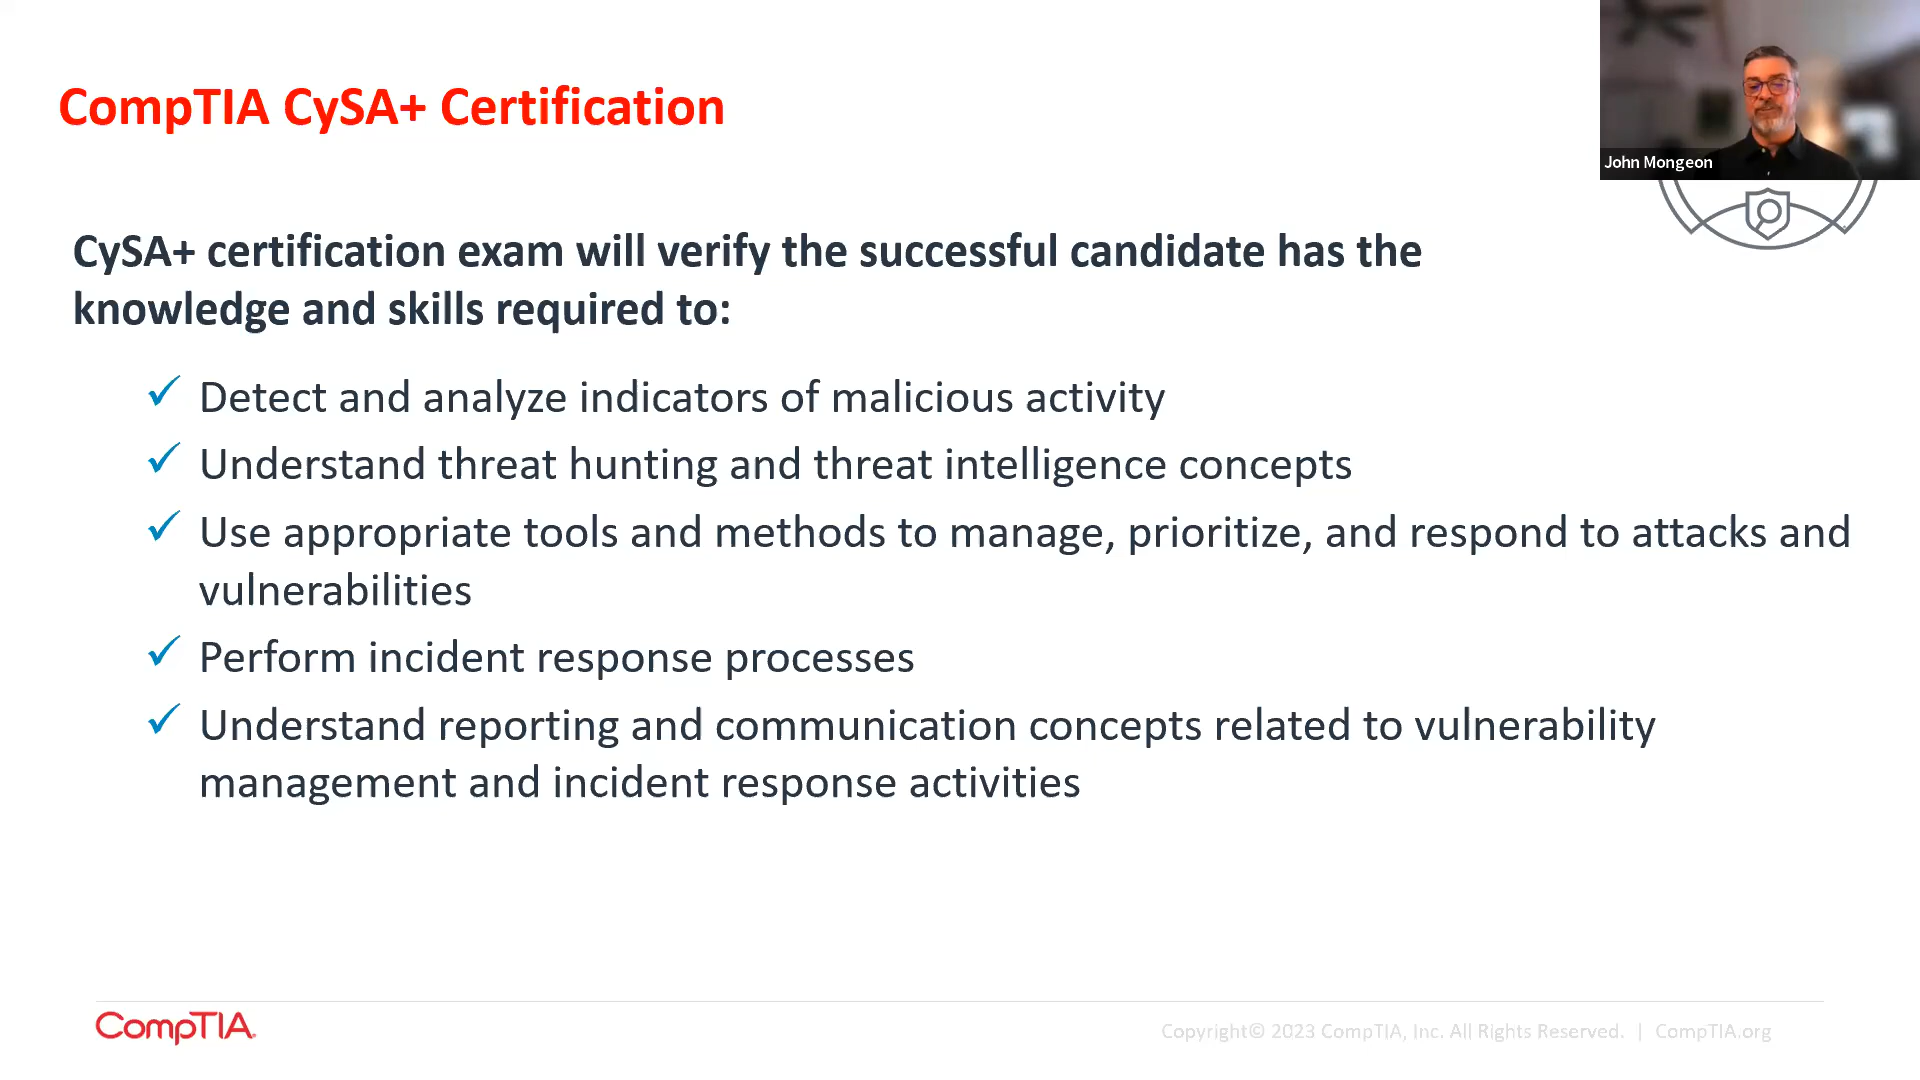 CompTIA CySA+ Certification
John Mongeon
CySA+ certification exam will verify the successful candidate has the
knowledge and skills required to:
✓ Detect and analyze indicators of malicious activity
✓ Understand threat hunting and threat intelligence concepts
✓ Use appropriate tools and methods to manage, prioritize, and respond to attacks and
vulnerabilities
✓ Perform incident response processes
✓ Understand reporting and communication concepts related to vulnerability
management and incident response activities
CompTIA.
Copyright© 2023 CompTIA, Inc. All Rights Reserved. | CompTIA.org